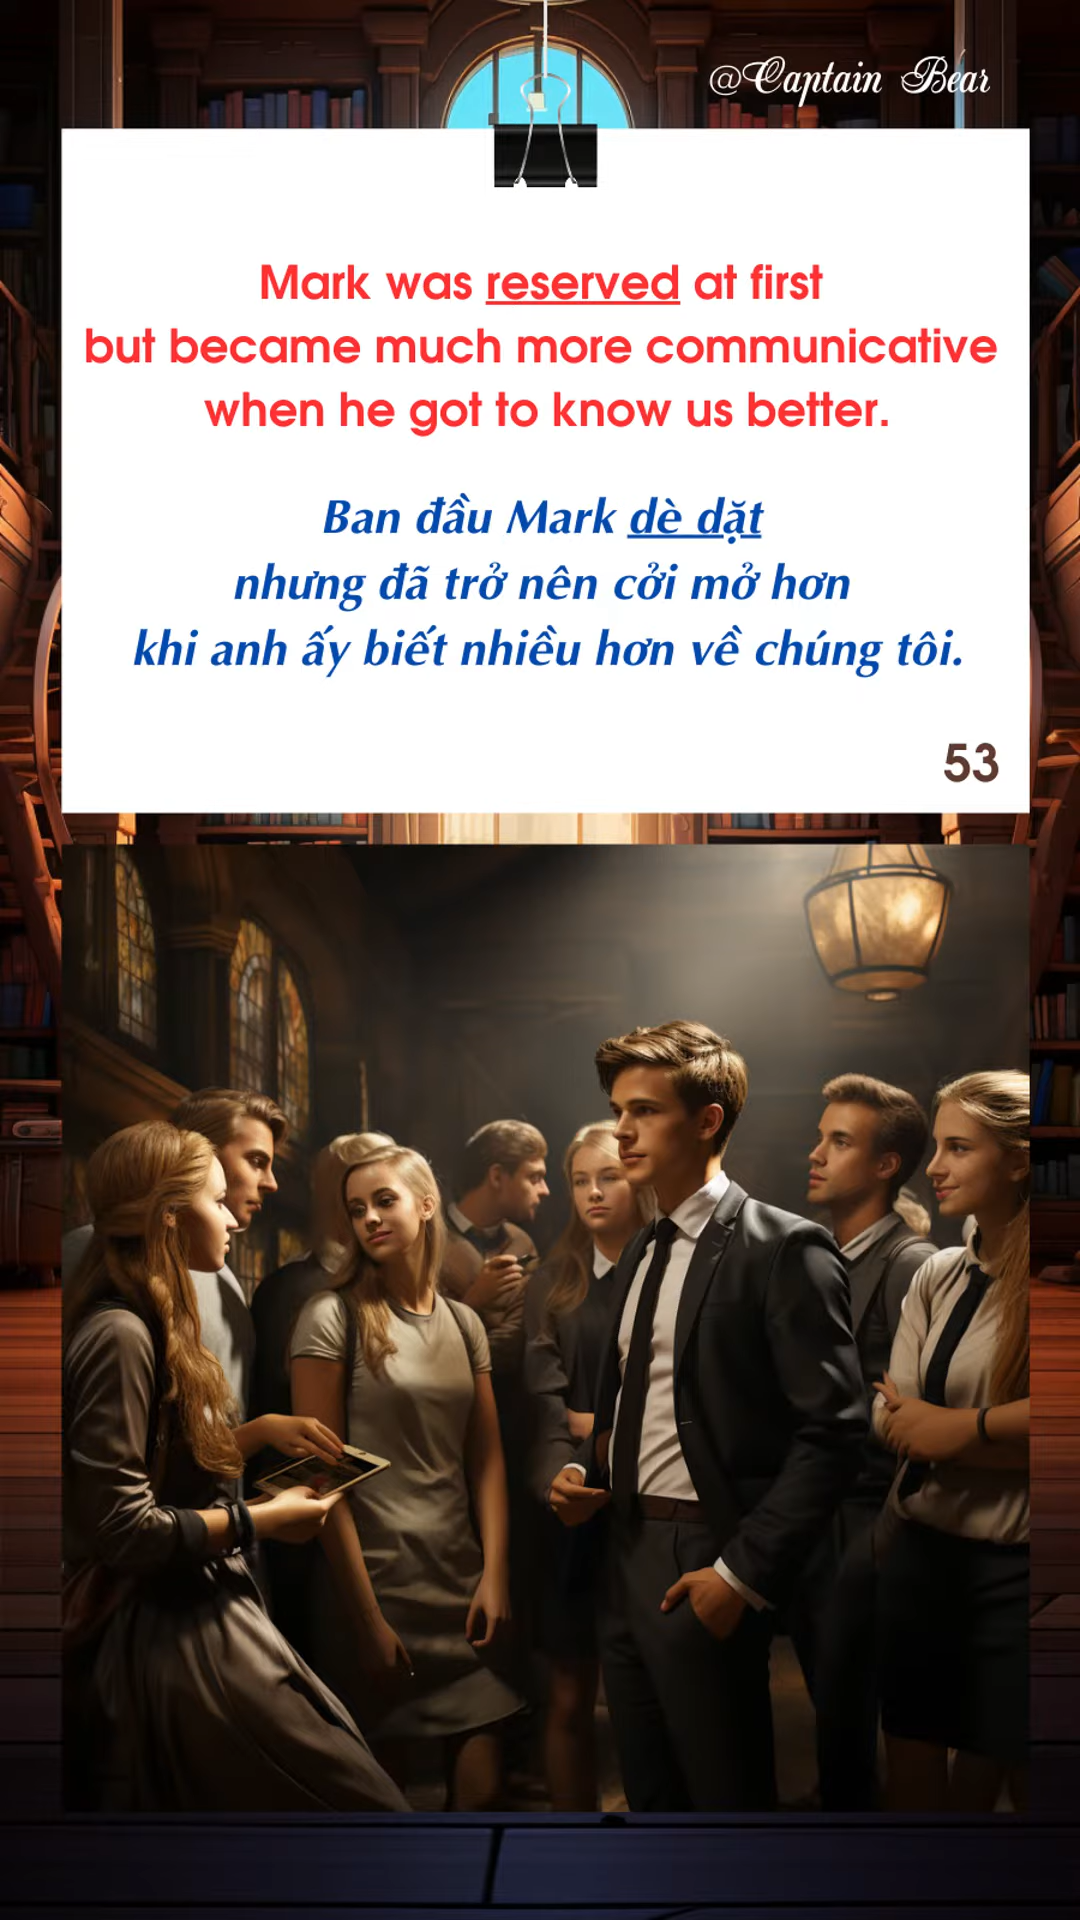 @Captain Bear
Mark was reserved at first
but became much more communicative
when he got to know us better.
Ban đầu Mark dè dặt
nhưng đã trở nên cởi mở hơn
khi anh ấy biết nhiều hơn về chúng tôi.
53